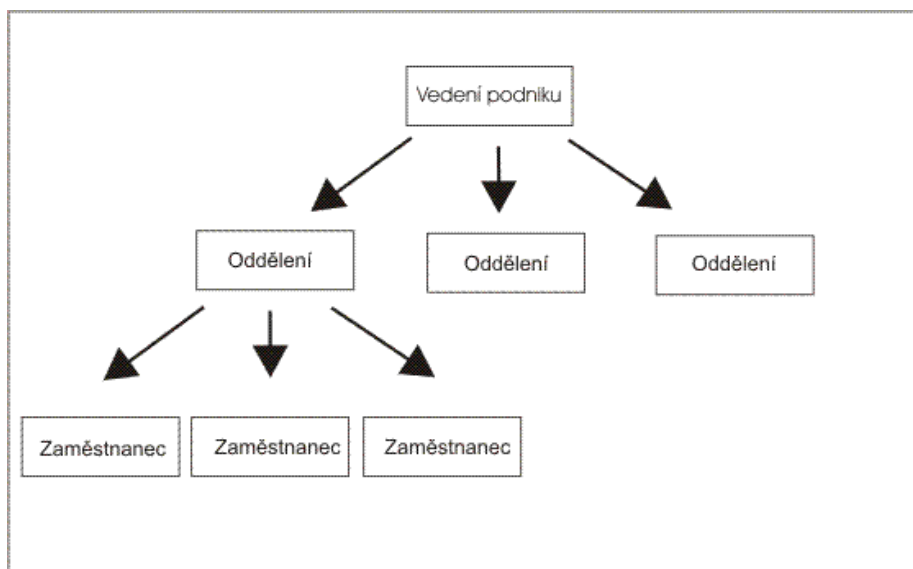 Vedení podniku
Oddělení
Oddělení
Oddělení
Zaměstnanec
Zaměstnanec
Zaměstnanec